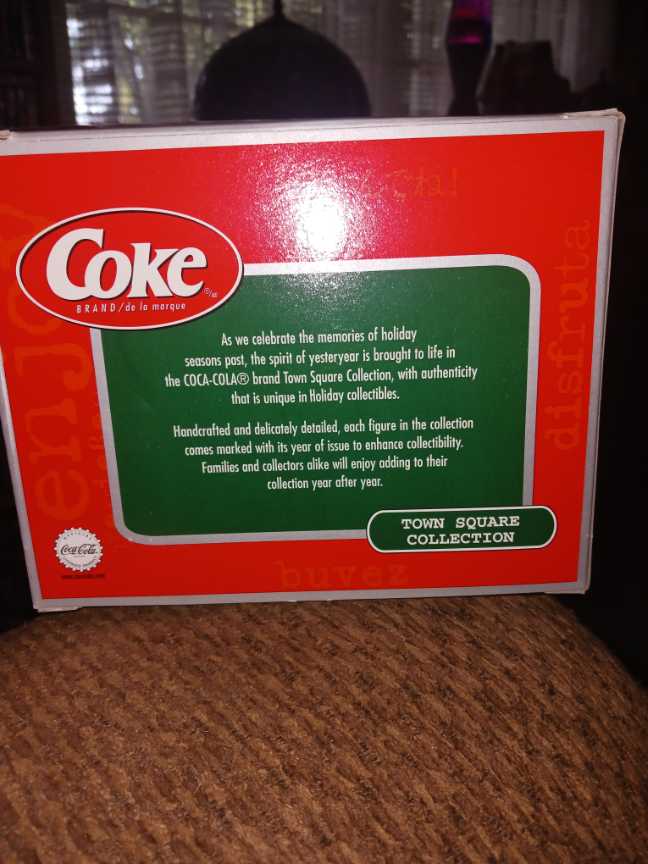 enjoy
でね!
disfruta
Coke
BRAND/de la marque
As we celebrate the memories of holiday
seasons past, the spirit of yesteryear is brought to life in
the COCA-COLA® brand Town Square Collection, with authenticity
that is unique in Holiday collectibles.
Handcrafted and delicately detailed, each figure in the collection
comes marked with its year of issue to enhance collectibility.
Families and collectors alike will enjoy adding to their
collection year after year.
TOWN SQUARE
COLLECTION
Coca-Cola
buvez